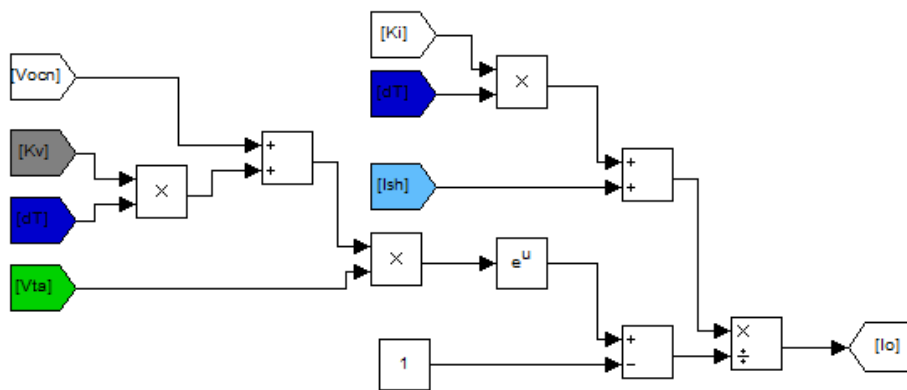 [Ki]
[Vocn]
[dT]
×
+
+
[Kv]
×
+
+
[Ish]
[dT]
[Vta]
×
e^u
1
+
−
×
÷
[Io]